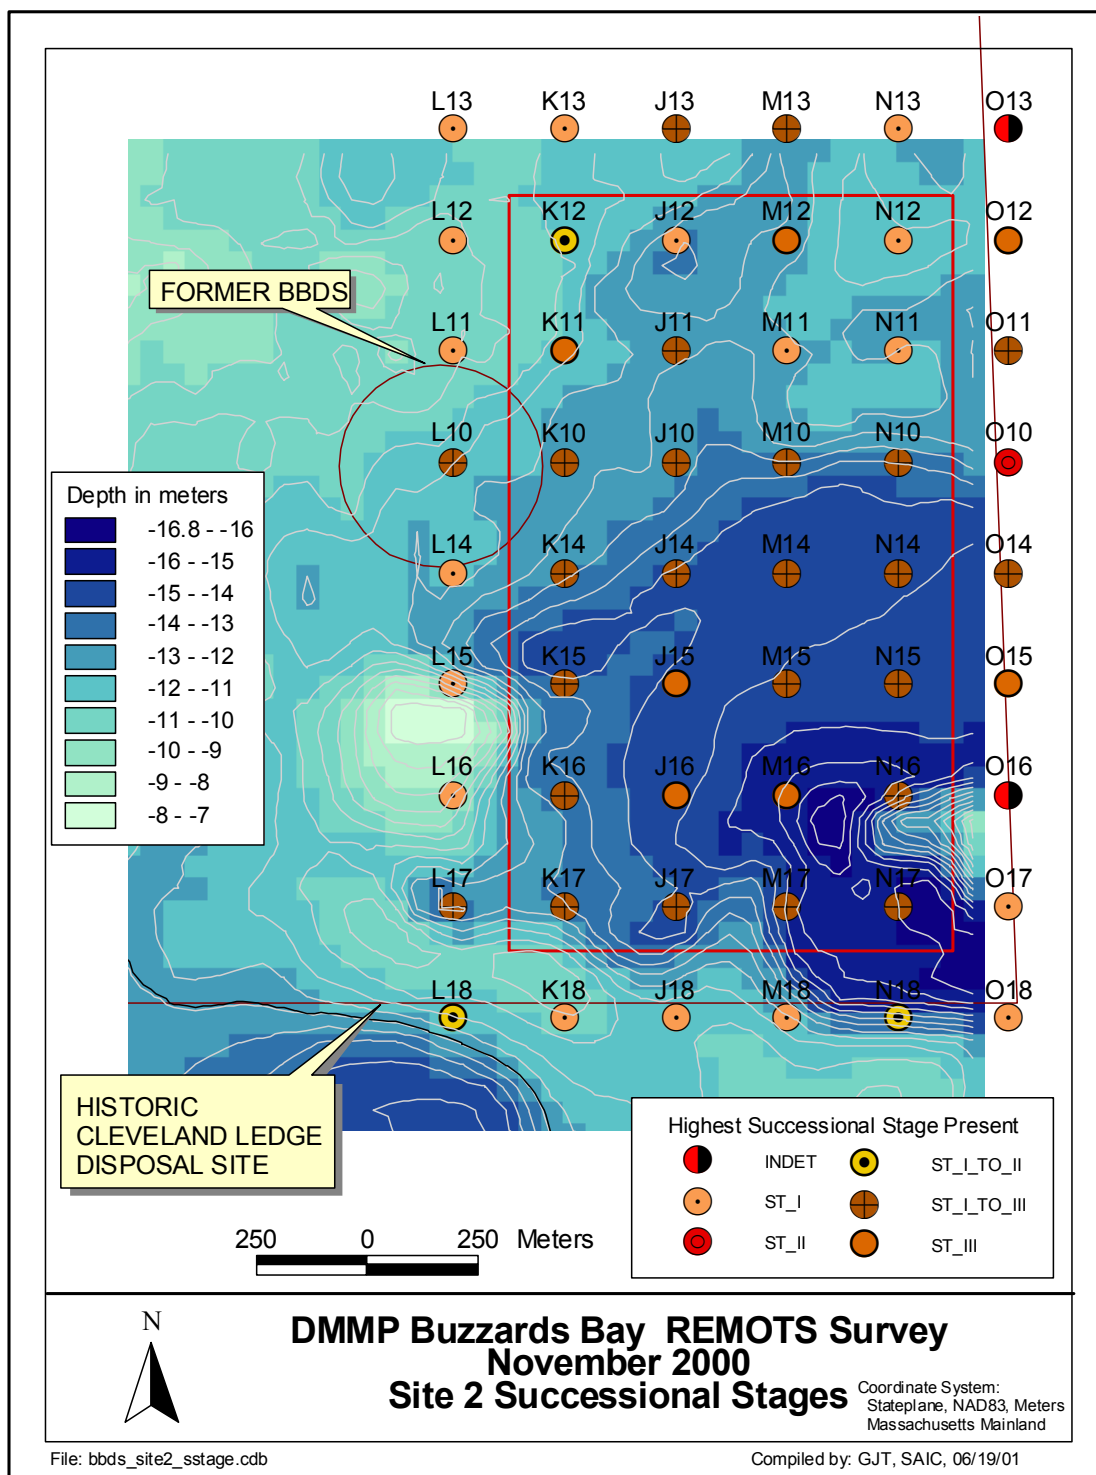 L13 K13 J13 M13 N13 O13
L12 K12 J12 M12 N12 O12
FORMER BBDS
L11 K11 J11 M11 N11 O11
L10 K10 J10 M10 N10 O10
Depth in meters
-16.8 - -16
-16 - -15
-15 - -14
-14 - -13
-13 - -12
-12 - -11
-11 - -10
-10 - -9
-9 - -8
-8 - -7
L14 K14 J14 M14 N14 O14
L15 K15 J15 M15 N15 O15
L16 K16 J16 M16 N16 O16
L17 K17 J17 M17 N17 O17
L18 K18 J18 M18 N18 O18
HISTORIC
CLEVELAND LEDGE
DISPOSAL SITE
Highest Successional Stage Present
INDET ST_I_TO_II
ST_I ST_I_TO_III
ST_II ST_III
250 0 250 Meters
N
DMMP Buzzards Bay REMOTS Survey
November 2000
Site 2 Successional Stages
Coordinate System:
Stateplane, NAD83, Meters
Massachusetts Mainland
File: bbds_site2_sstage.cdb
Compiled by: GJT, SAIC, 06/19/01